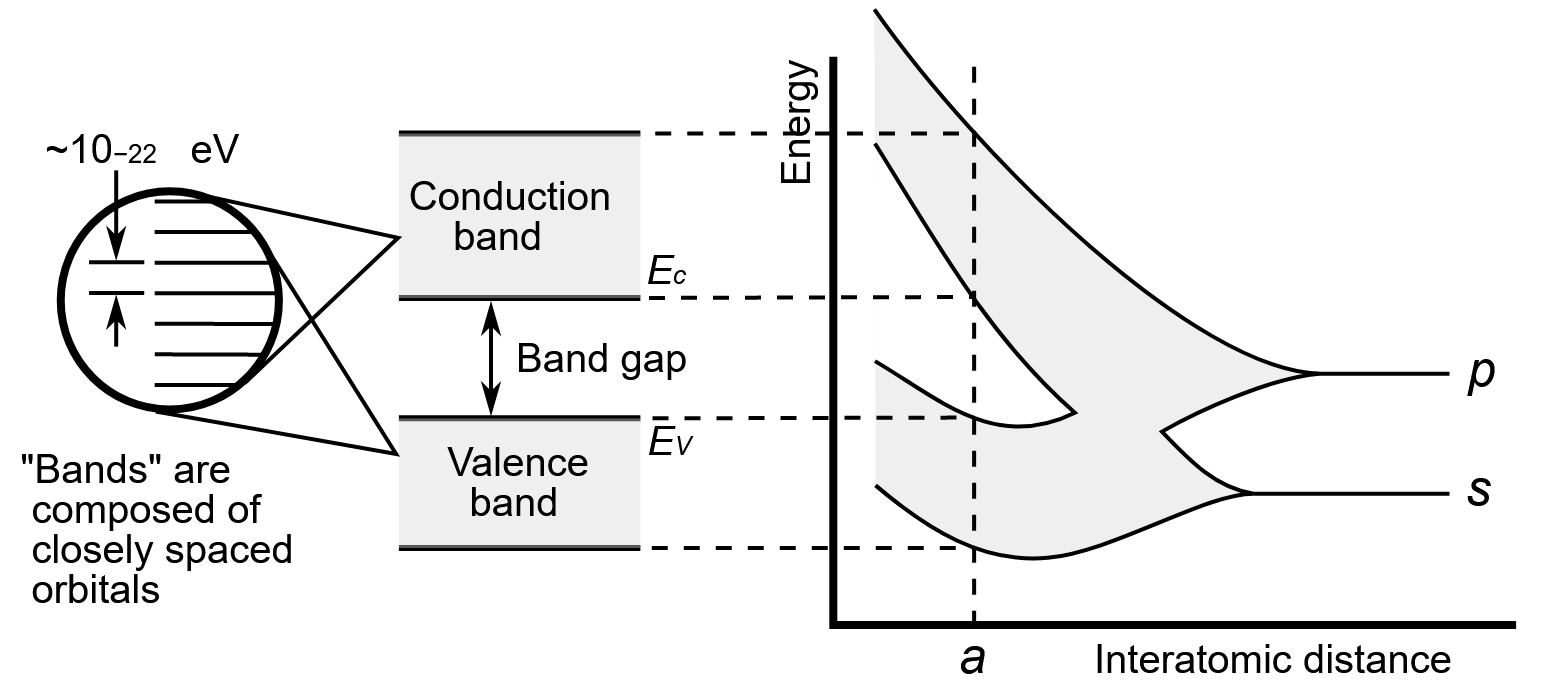 ~10–22 eV
Conduction
band
Ec
Band gap
EV
Valence
band
"Bands" are
composed of
closely spaced
orbitals
Energy
p
s
a
Interatomic distance